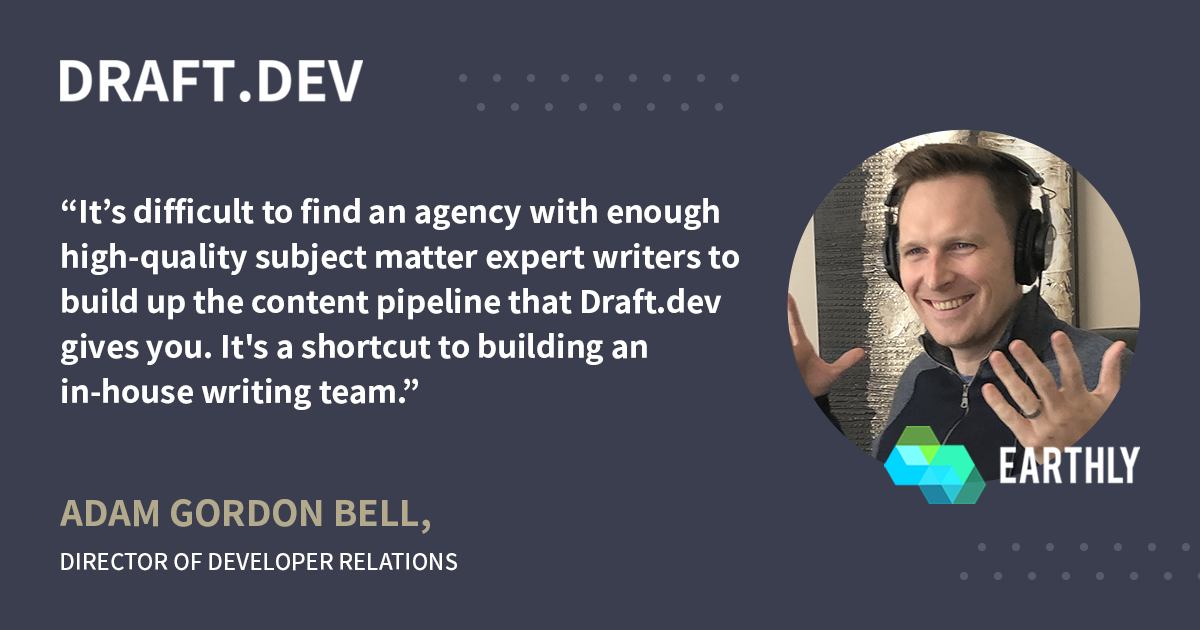 DRAFT.DEV
“It’s difficult to find an agency with enough
high-quality subject matter expert writers to
build up the content pipeline that Draft.dev
gives you. It's a shortcut to building an
in-house writing team.”
EARTHLY
ADAM GORDON BELL,
DIRECTOR OF DEVELOPER RELATIONS